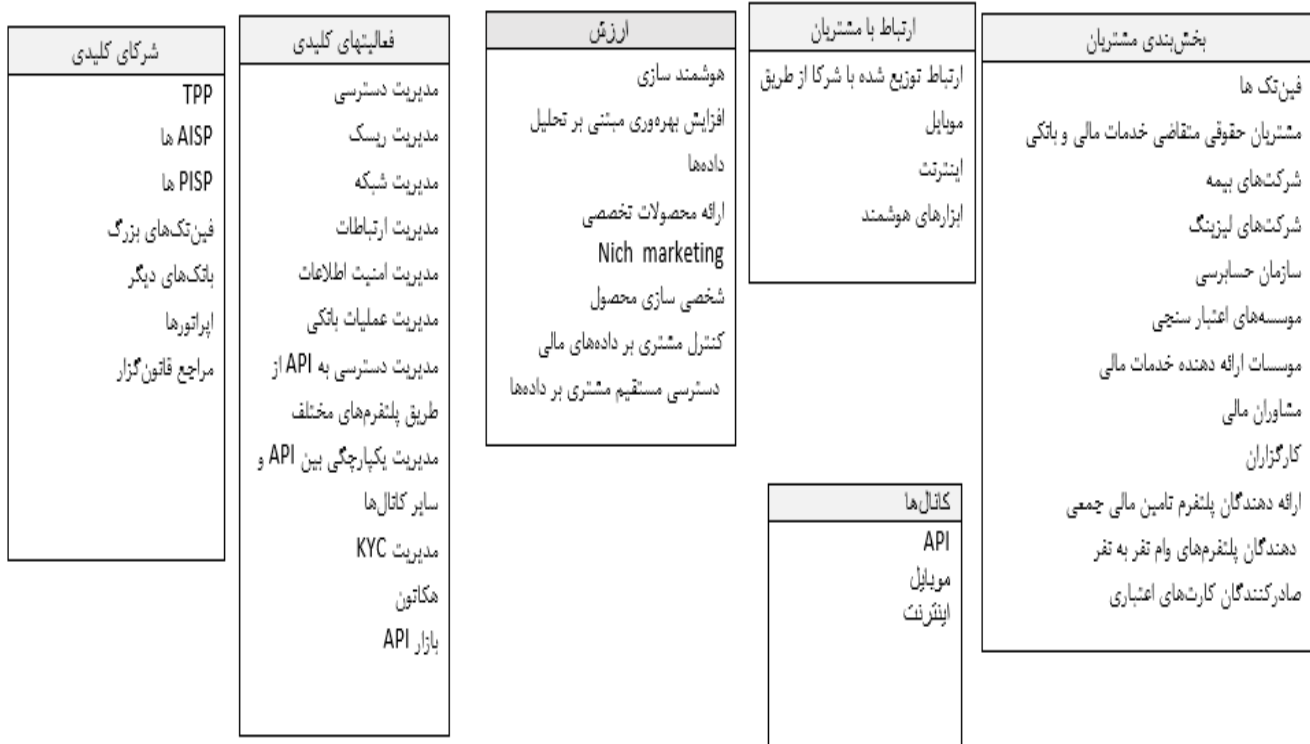 بخش‌بندی مشتریان
فین‌تک ها
مشتریان حقوقی متقاضی خدمات مالی و بانکی
شرکت‌های بیمه
شرکت‌های لیزینگ
سازمان حسابرسی
موسسه‌های اعتبار سنجی
موسسات ارائه دهنده خدمات مالی
مشاوران مالی
کارگزاران
ارائه دهندگان پلتفرم تامین مالی جمعی
دهندگان پلتفرم‌های وام نفر به نفر
صادرکنندگان کارت‌های اعتباری
ارتباط با مشتریان
ارتباط توزیع شده با شرکا از طریق
موبایل
اینترنت
ابزارهای هوشمند
کانال‌ها
API
موبایل
اینترنت
ارزش
هوشمند سازی
افزایش بهره‌وری مبتنی بر تحلیل
داده‌ها
ارائه محصولات تخصصی
Nich marketing
شخصی سازی محصول
کنترل مشتری بر داده‌های مالی
دسترسی مستقیم مشتری بر داده‌ها
فعالیتهای کلیدی
مدیریت دسترسی
مدیریت ریسک
مدیریت شبکه
مدیریت ارتباطات
مدیریت امنیت اطلاعات
مدیریت عملیات بانکی
مدیریت دسترسی به API از
طریق پلتفرم‌های مختلف
مدیریت یکپارچگی بین API و
سایر کانال‌ها
مدیریت KYC
هکاتون
بازار API
شرکای کلیدی
TPP
AISP ها
PISP ها
فین‌تک‌های بزرگ
بانک‌های دیگر
اپراتورها
مراجع قانون‌گزار